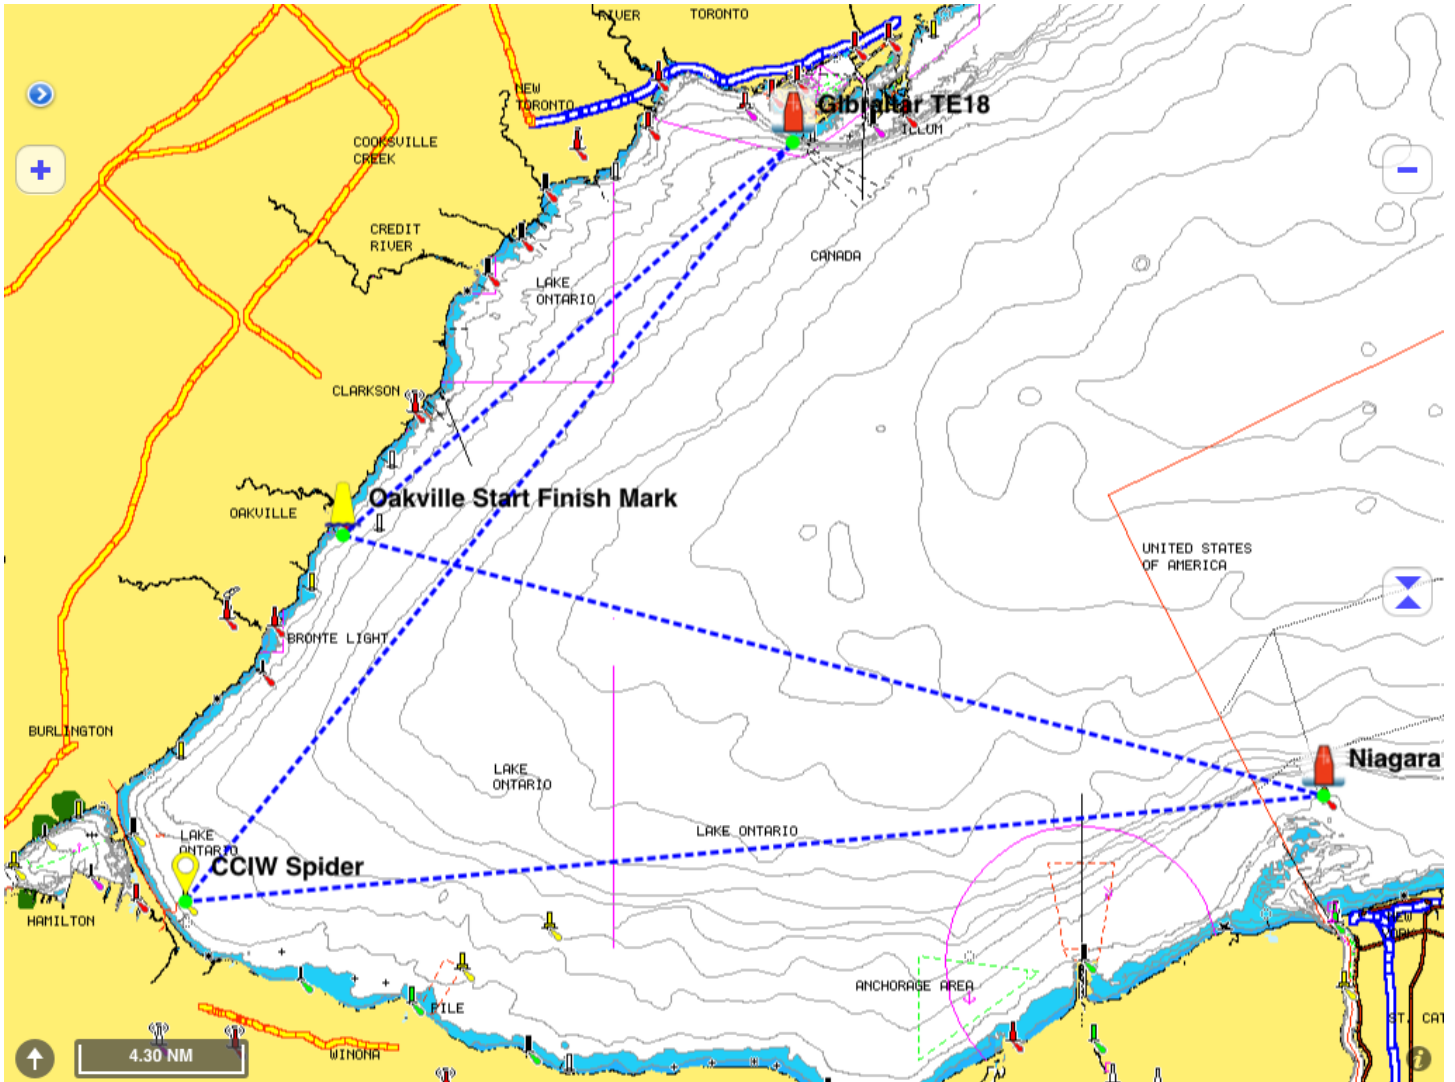 RIVER
TORONTO
NEW
TORONTO
Gibraltar TE18
ILLUM
COOKSVILLE
CREEK
CREDIT
RIVER
CANADA
LAKE
ONTARIO
CLARKSON
Oakville Start Finish Mark
OAKVILLE
UNITED STATES
OF AMERICA
BRONTE LIGHT
BURLINGTON
Niagara
LAKE
ONTARIO
LAKE ONTARIO
LAKE
ONTARIO
CCIW Spider
HAMILTON
NEW
YORK
ANCHORAGE AREA
PILE
ST. CAT
WINONA
4.30 NM
i